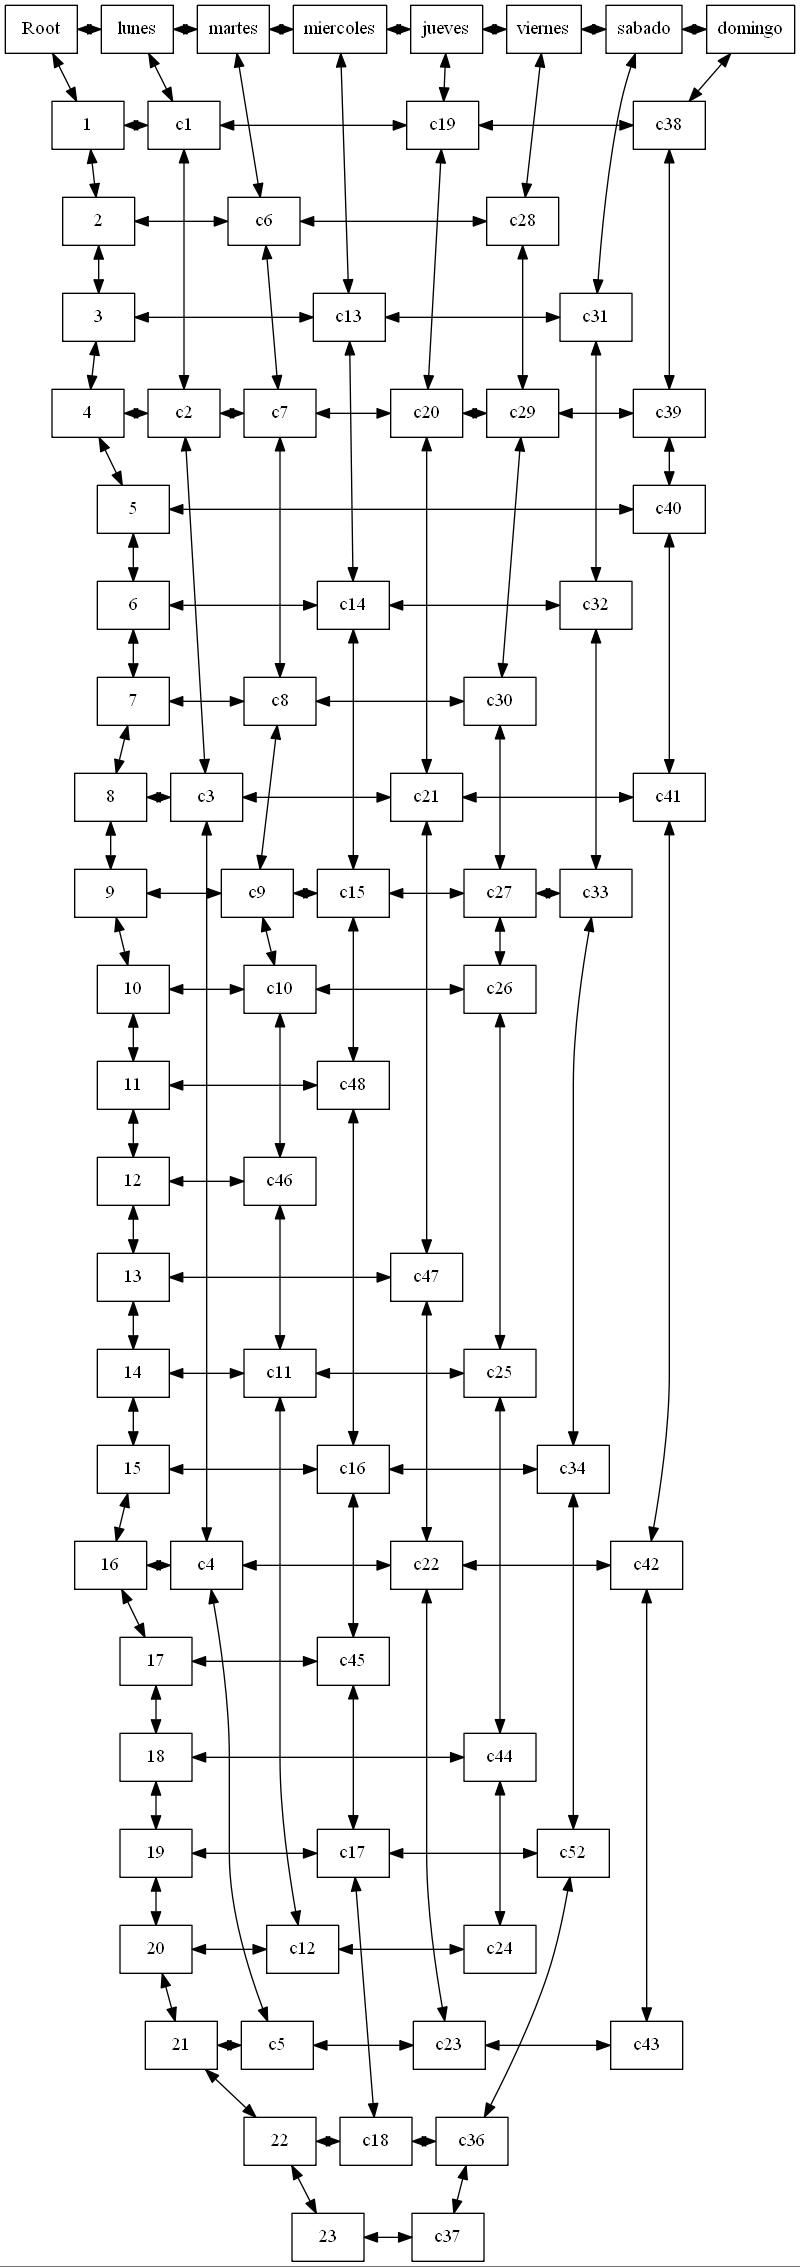 Root lunes martes miercoles jueves viernes sabado domingo
1 c1 c19 c38
2 c6 c28
3 c13 c31
4 c2 c7 c20 c29 c39
5 c40
6 c14 c32
7 c8 c30
8 c3 c21 c41
9 c9 c15 c27 c33
10 c10 c26
11 c48
12 c46
13 c47
14 c11 c25
15 c16 c34
16 c4 c22 c42
17 c45
18 c44
19 c17 c52
20 c12 c24
21 c5 c23 c43
22 c18 c36
23 c37